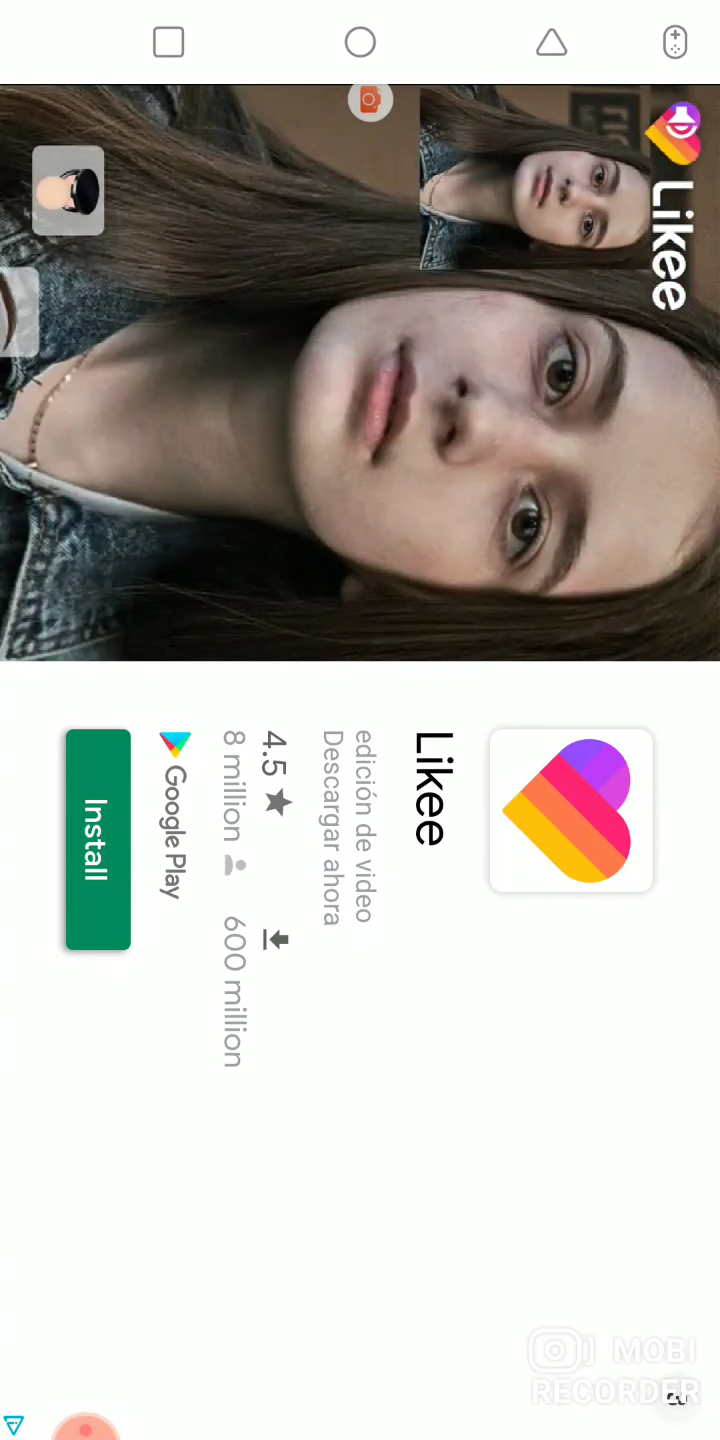 Likee
Likee
edición de video
Descargar ahora
4.5
8 million
600 million
Google Play
Install
MOBI
RECORDER